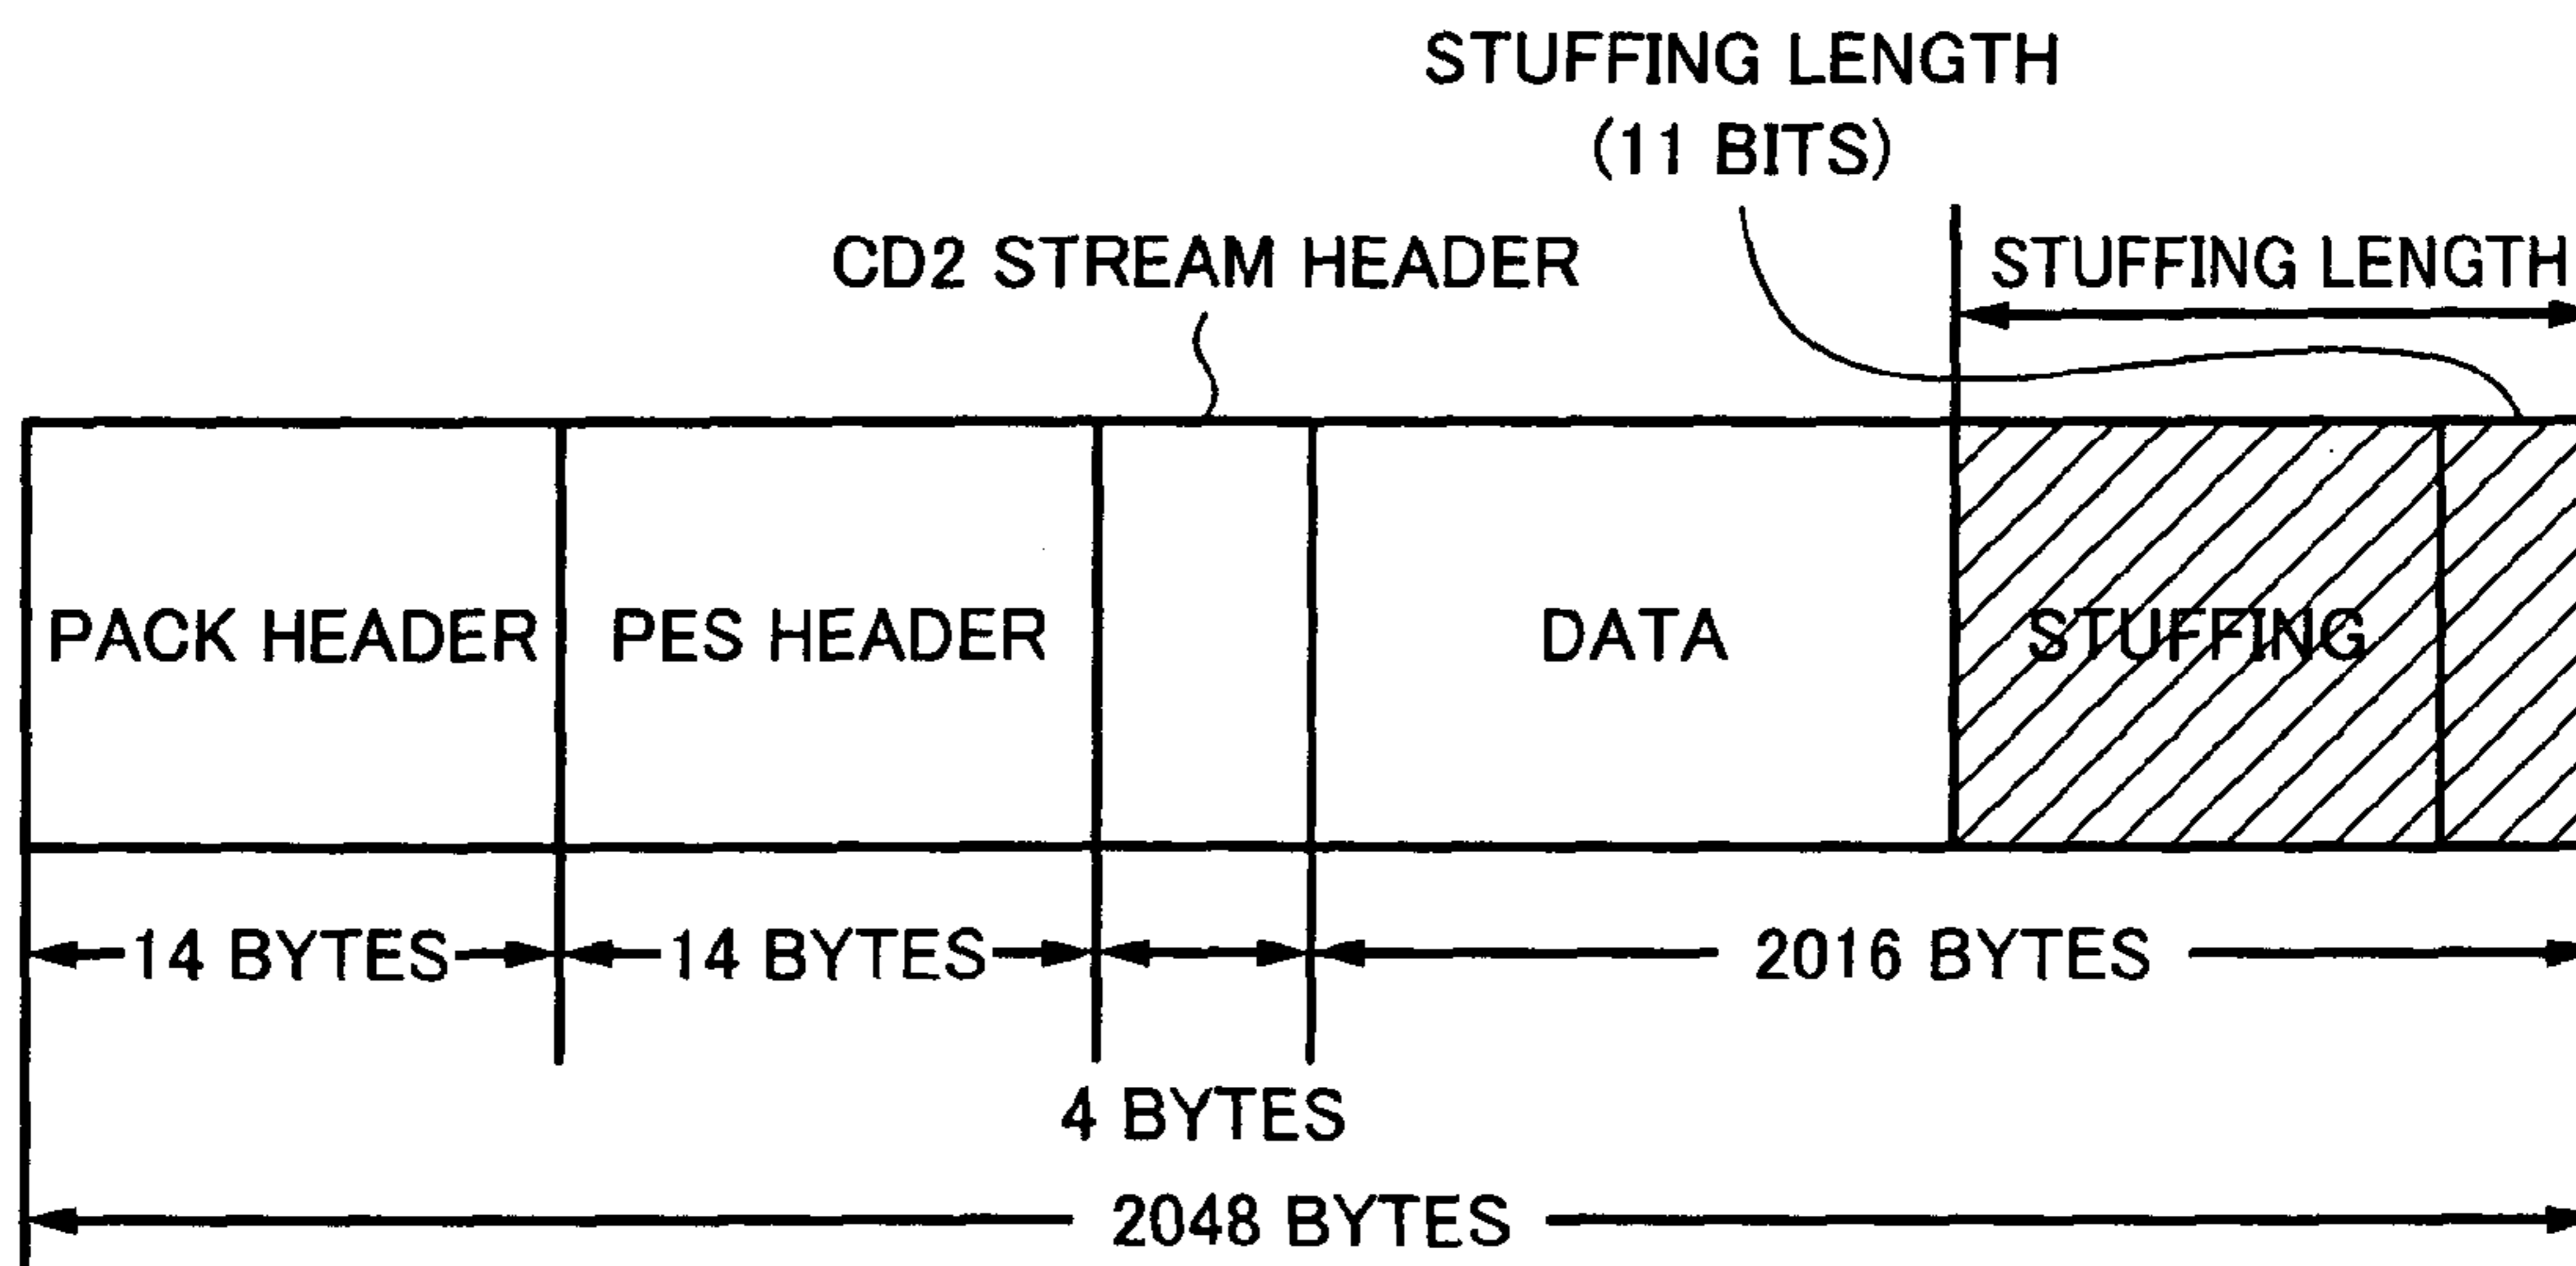 STUFFING LENGTH
(11 BITS)
CD2 STREAM HEADER
STUFFING LENGTH
PACK HEADER
PES HEADER
DATA
STUFFING
14 BYTES
14 BYTES
2016 BYTES
4 BYTES
2048 BYTES